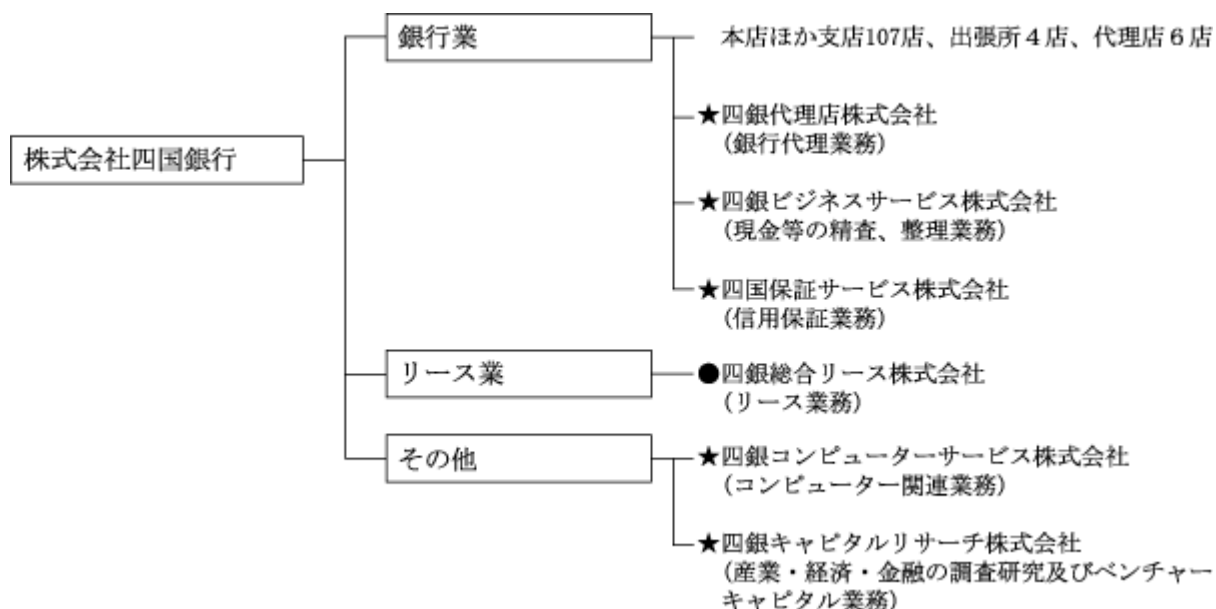 銀行業
本店ほか支店107店、出張所４店、代理店６店
★四銀代理店株式会社
(銀行代理業務)
株式会社四国銀行
★四銀ビジネスサービス株式会社
(現金等の精査、整理業務)
★四国保証サービス株式会社
(信用保証業務)
リース業
●四銀総合リース株式会社
(リース業務)
その他
★四銀コンピューターサービス株式会社
(コンピューター関連業務)
★四銀キャピタルリサーチ株式会社
(産業・経済・金融の調査研究及びベンチャー
キャピタル業務)